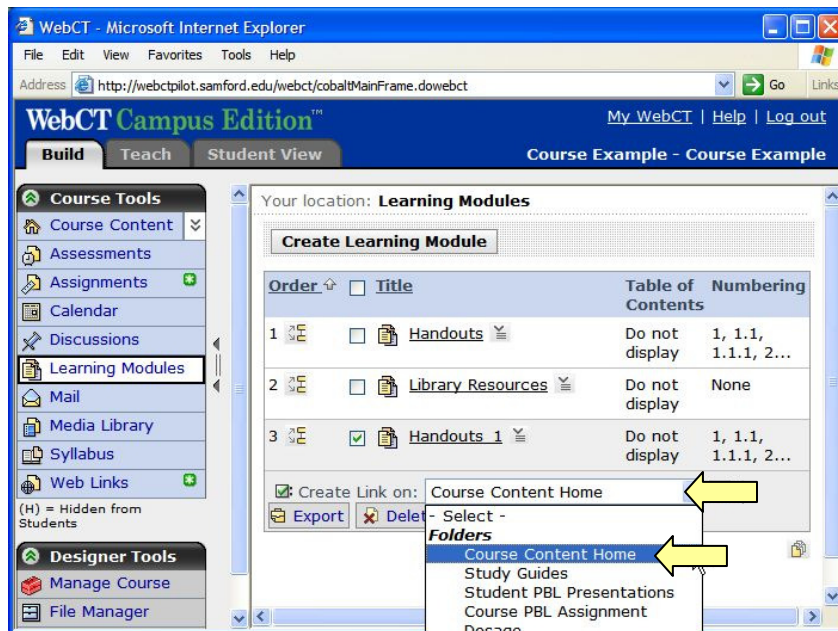 WebCT - Microsoft Internet Explorer
File Edit View Favorites Tools Help
Address http://webctpilot.samford.edu/webct/cobaltMainFrame.dowebct Go Links
WebCT Campus Edition™
My WebCT | Help | Log out
Build Teach Student View
Course Example - Course Example
Course Tools
Course Content
Assessments
Assignments
Calendar
Discussions
Learning Modules
Mail
Media Library
Syllabus
Web Links
(H) = Hidden from
Students
Designer Tools
Manage Course
File Manager
Your location: Learning Modules
Create Learning Module
Order Title Table of Contents Numbering
1 Handouts Do not display 1, 1.1, 1.1.1, 2...
2 Library Resources Do not display None
3 Handouts_1 Do not display 1, 1.1, 1.1.1, 2...
Create Link on: Course Content Home
Export Delet
- Select -
Folders
Course Content Home
Study Guides
Student PBL Presentations
Course PBL Assignment
Dosage